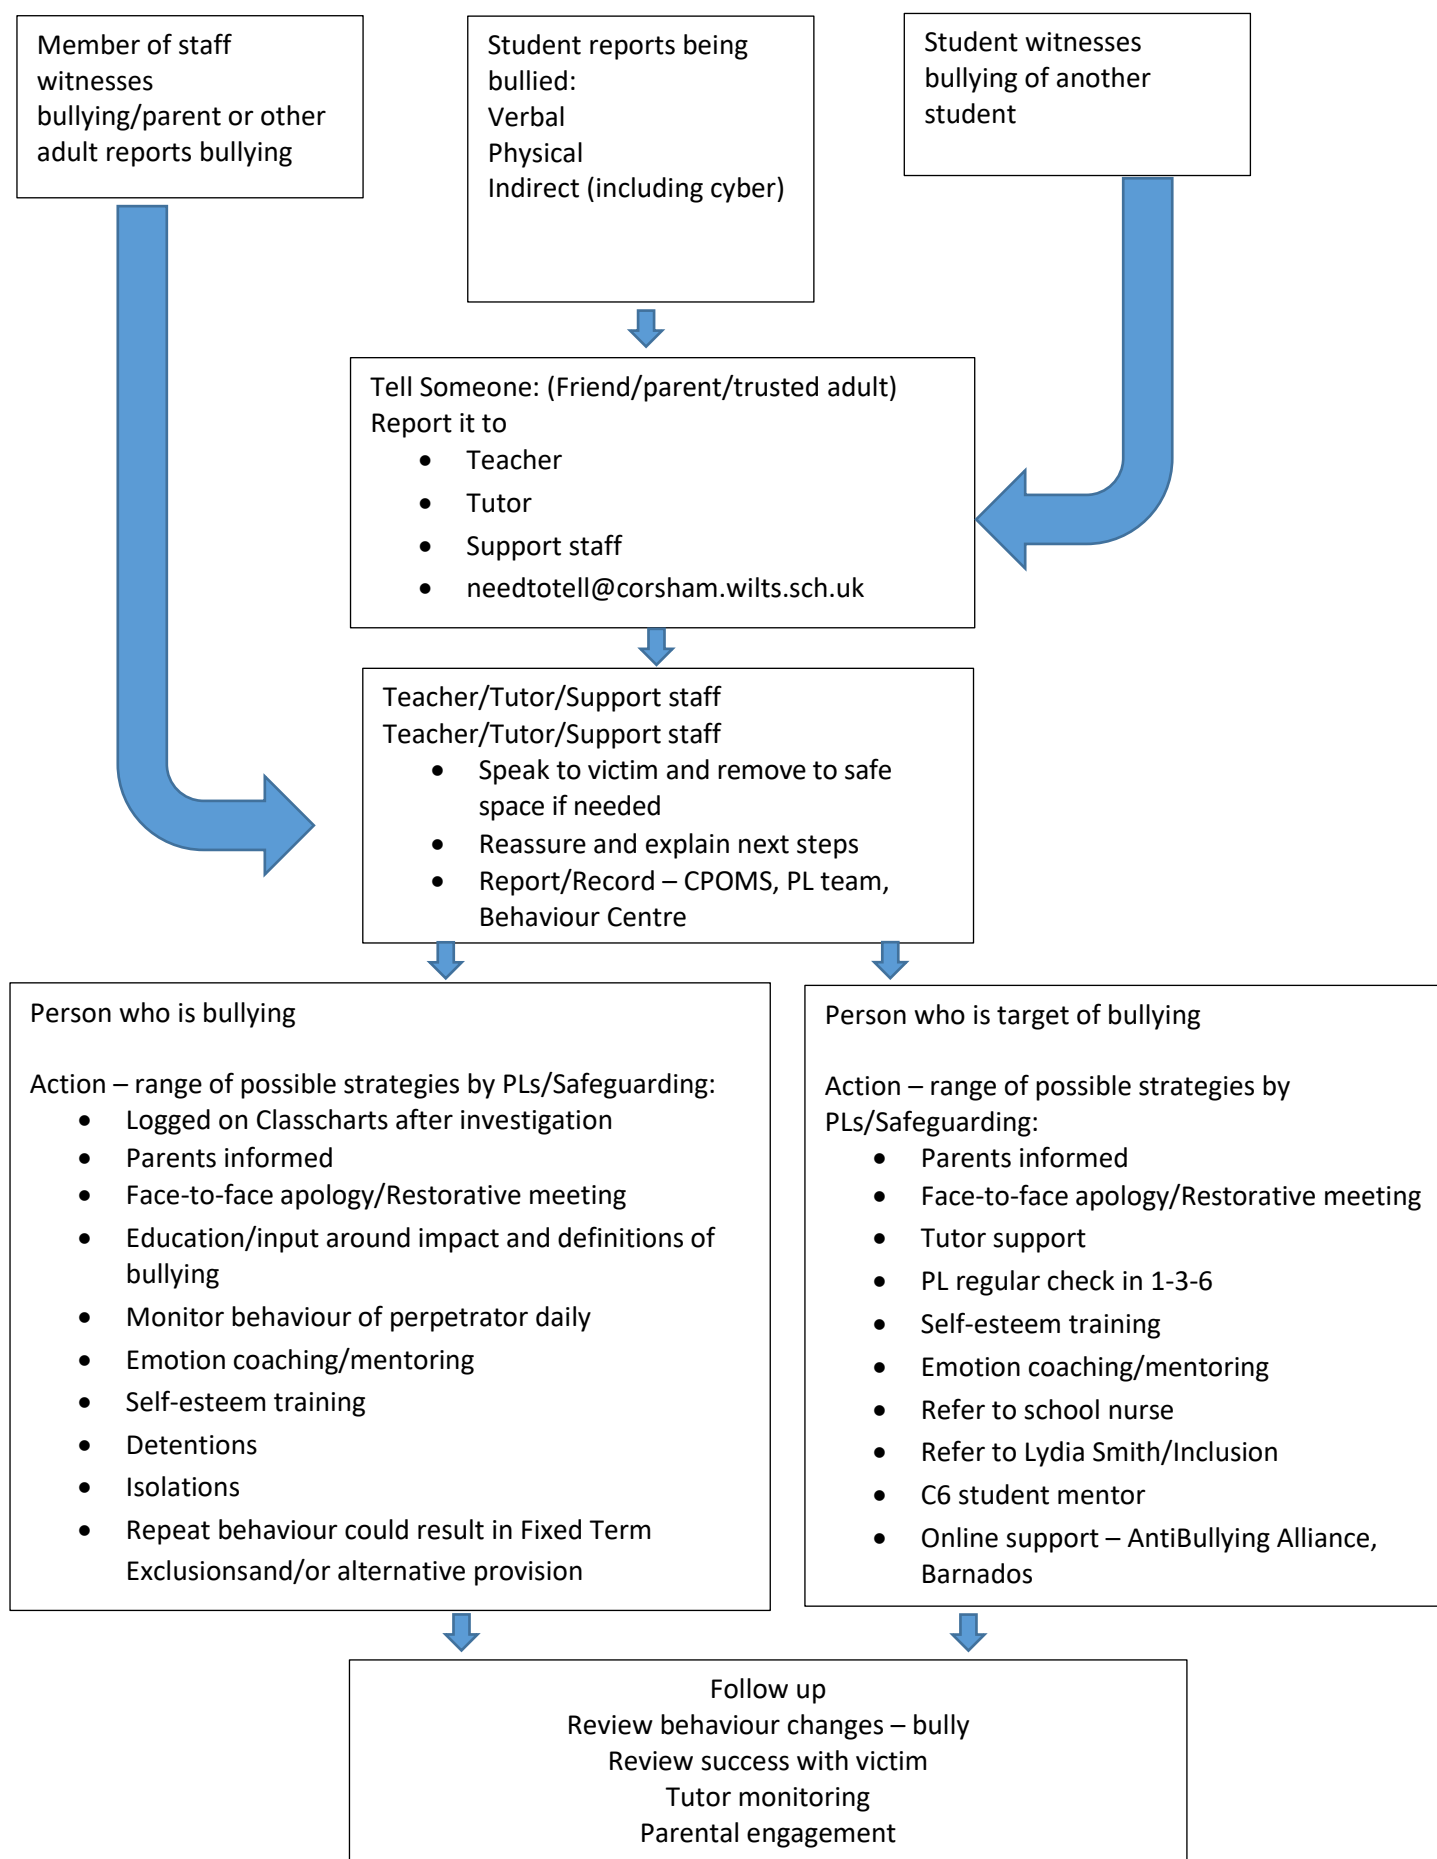 Member of staff
witnesses
bullying/parent or other
adult reports bullying
Student reports being
bullied:
Verbal
Physical
Indirect (including cyber)
Student witnesses
bullying of another
student
Tell Someone: (Friend/parent/trusted adult)
Report it to
• Teacher
• Tutor
• Support staff
• needtotell@corsham.wilts.sch.uk
Teacher/Tutor/Support staff
Teacher/Tutor/Support staff
• Speak to victim and remove to safe
space if needed
• Reassure and explain next steps
• Report/Record – CPOMS, PL team,
Behaviour Centre
Person who is bullying
Action – range of possible strategies by PLs/Safeguarding:
• Logged on Classcharts after investigation
• Parents informed
• Face-to-face apology/Restorative meeting
• Education/input around impact and definitions of
bullying
• Monitor behaviour of perpetrator daily
• Emotion coaching/mentoring
• Self-esteem training
• Detentions
• Isolations
• Repeat behaviour could result in Fixed Term
Exclusionsand/or alternative provision
Person who is target of bullying
Action – range of possible strategies by
PLs/Safeguarding:
• Parents informed
• Face-to-face apology/Restorative meeting
• Tutor support
• PL regular check in 1-3-6
• Self-esteem training
• Emotion coaching/mentoring
• Refer to school nurse
• Refer to Lydia Smith/Inclusion
• C6 student mentor
• Online support – AntiBullying Alliance,
Barnados
Follow up
Review behaviour changes – bully
Review success with victim
Tutor monitoring
Parental engagement